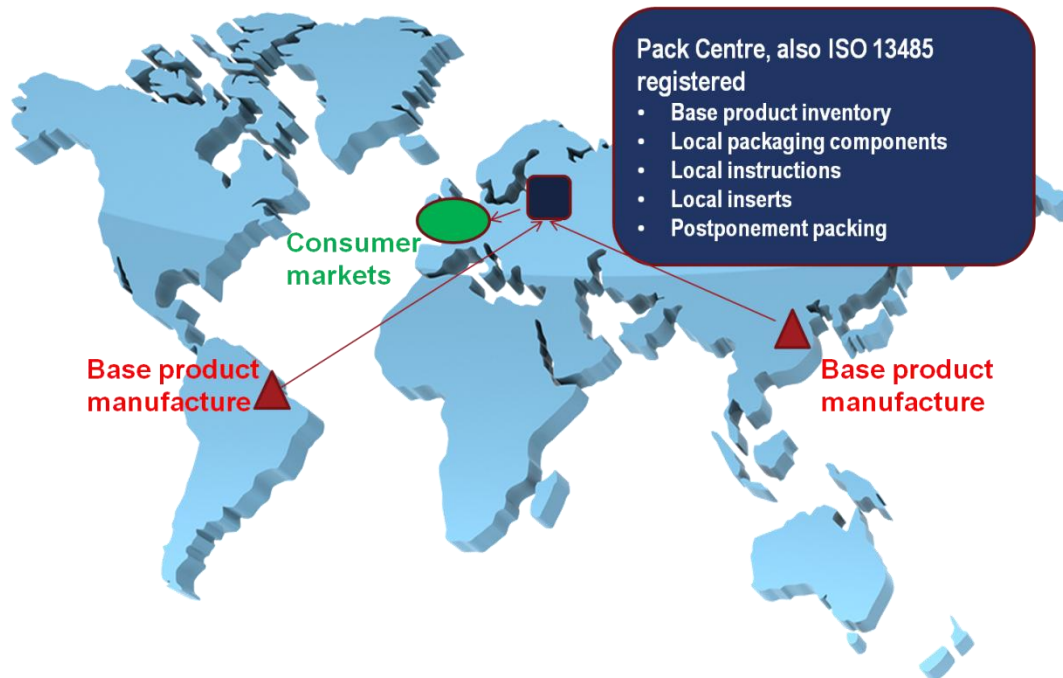 Pack Centre, also ISO 13485
registered
• Base product inventory
• Local packaging components
• Local instructions
• Local inserts
• Postponement packing
Consumer
markets
Base product
manufacture
Base product
manufacture